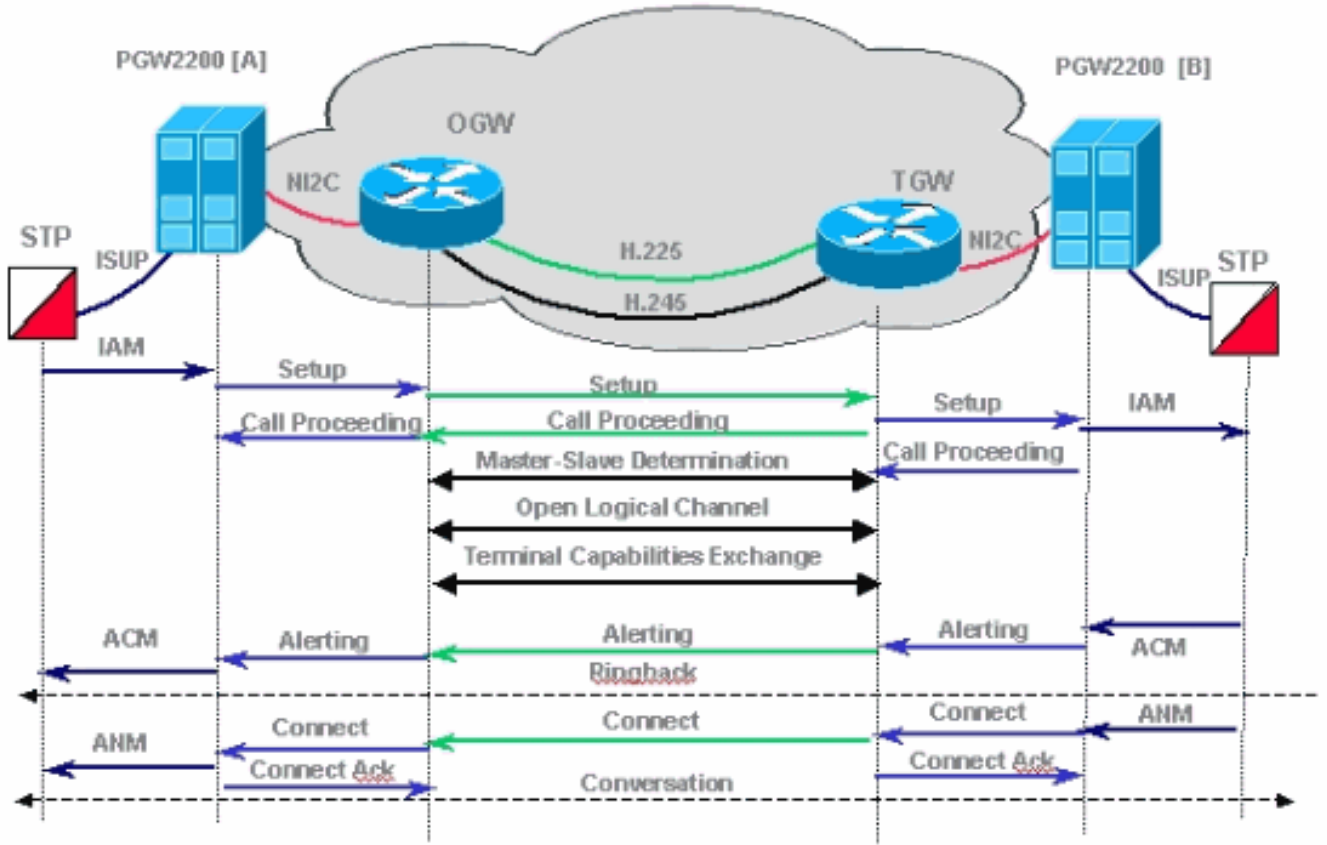 PGW2200 [A]
PGW2200 [B]
OGW
TGW
NI2C
NI2C
STP
ISUP
H.225
H.245
ISUP
STP
IAM
Setup
Setup
Setup
IAM
Call Proceeding
Call Proceeding
Call Proceeding
Master-Slave Determination
Open Logical Channel
Terminal Capabilities Exchange
ACM
Alerting
Alerting
Alerting
ACM
Ringback
ANM
Connect
Connect
Connect
ANM
Connect Ack
Conversation
Connect Ack